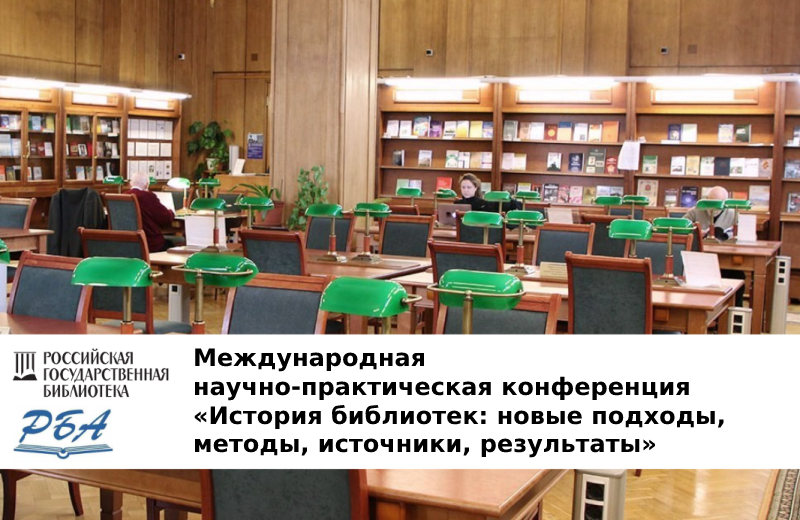 РОССИЙСКАЯ
ГОСУДАРСТВЕННАЯ
БИБЛИОТЕКА
РБА
Международная
научно-практическая конференция
«История библиотек: новые подходы,
методы, источники, результаты»